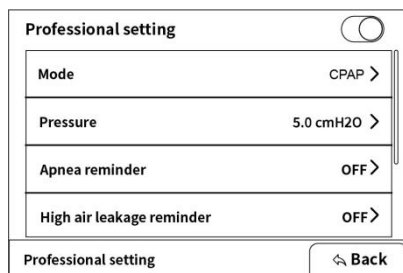 Professional setting
Mode CPAP >
Pressure 5.0 cmH2O >
Apnea reminder OFF >
High air leakage reminder OFF >
Professional setting Back